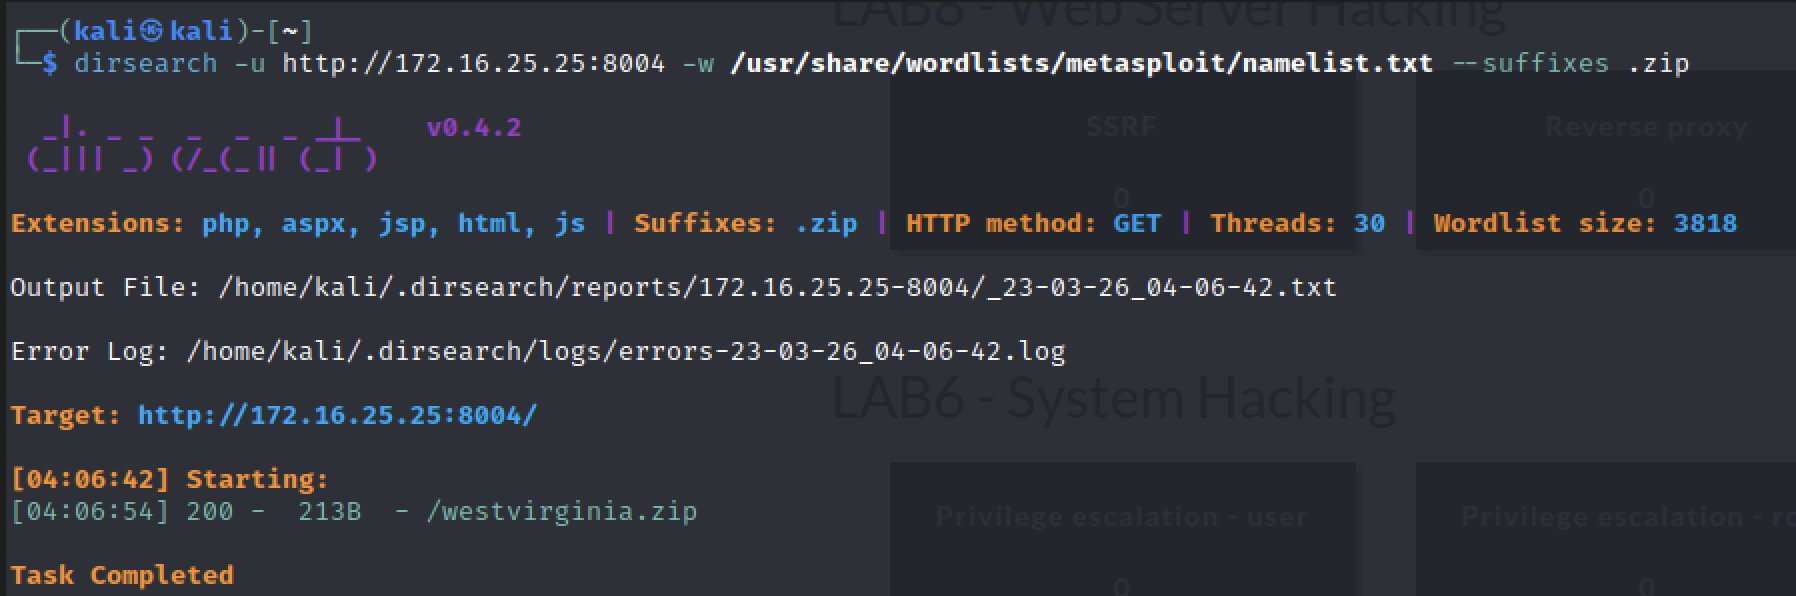 LAB8 - Web Server Hacking
┌──(kali㉿kali)-[~]
└─$ dirsearch -u http://172.16.25.25:8004 -w /usr/share/wordlists/metasploit/namelist.txt --suffixes .zip
SSRF
Reverse proxy
v0.4.2
0
0
Extensions: php, aspx, jsp, html, js | Suffixes: .zip | HTTP method: GET | Threads: 30 | Wordlist size: 3818
Output File: /home/kali/.dirsearch/reports/172.16.25.25-8004/_23-03-26_04-06-42.txt
Error Log: /home/kali/.dirsearch/logs/errors-23-03-26_04-06-42.log
LAB6 - System Hacking
Target: http://172.16.25.25:8004/
[04:06:42] Starting:
[04:06:54] 200 -  213B  - /westvirginia.zip
Privilege escalation - user
Privilege escalation - ro
Task Completed
0
0